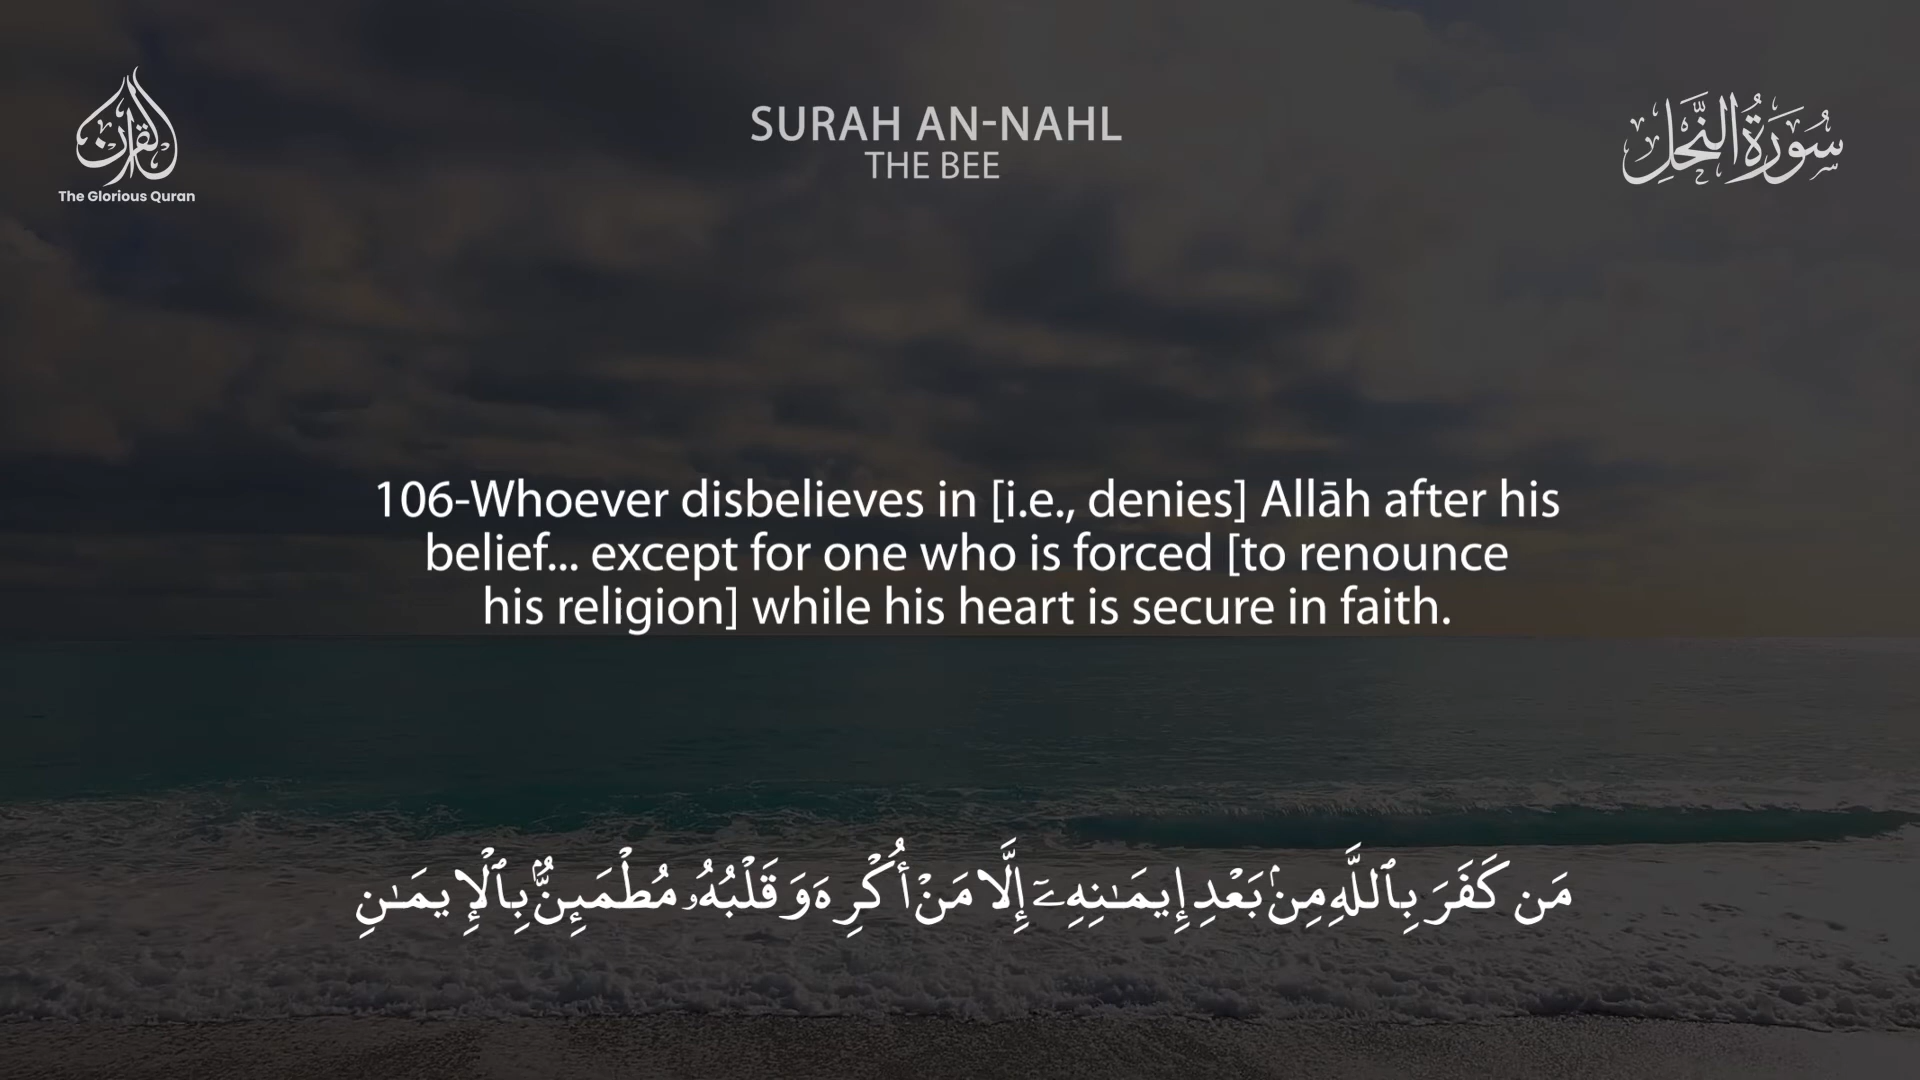 القرآن
The Glorious Quran
SURAH AN-NAHL
THE BEE
سُورَةُ النَّحْلِ
106-Whoever disbelieves in [i.e., denies] Allāh after his
belief... except for one who is forced [to renounce
his religion] while his heart is secure in faith.
مَن كَفَرَ بِٱللَّهِ مِنۢ بَعْدِ إِيمَـٰنِهِۦٓ إِلَّا مَنْ أُكْرِهَ وَقَلْبُهُۥ مُطْمَئِنٌّۢ بِٱلْإِيمَـٰنِ